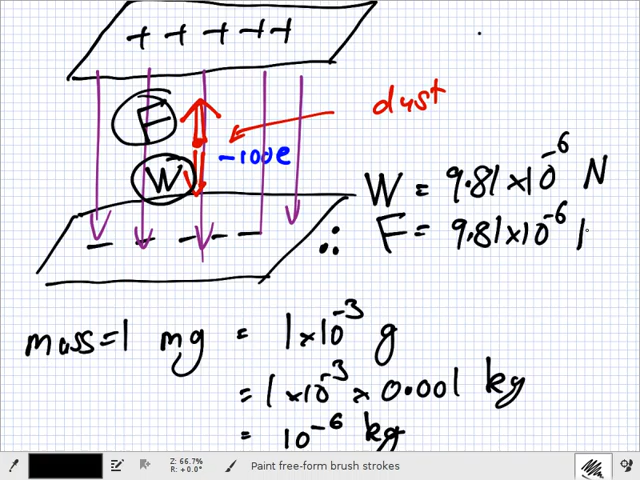 + + + + +
dust
F
-100e
W
W = 9.81×10⁻⁶ N
- - - - -
∴ F = 9.81×10⁻⁶
mass=1 mg = 1×10⁻³ g
= 1×10⁻³ × 0.001 kg
= 10⁻⁶ kg
Z: 66.7%
R: +0.0°
Paint free-form brush strokes